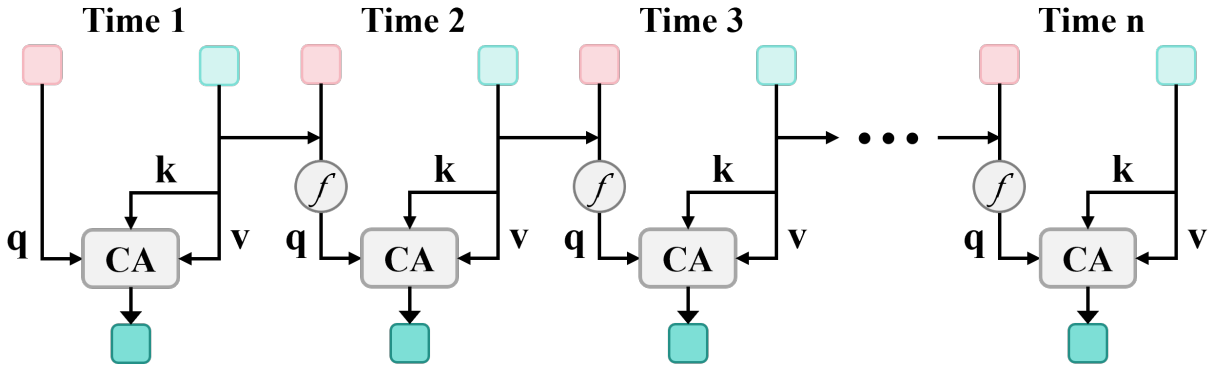 Time 1 Time 2 Time 3 Time n
k k k k
f f f
q v q v q v q v
CA CA CA CA